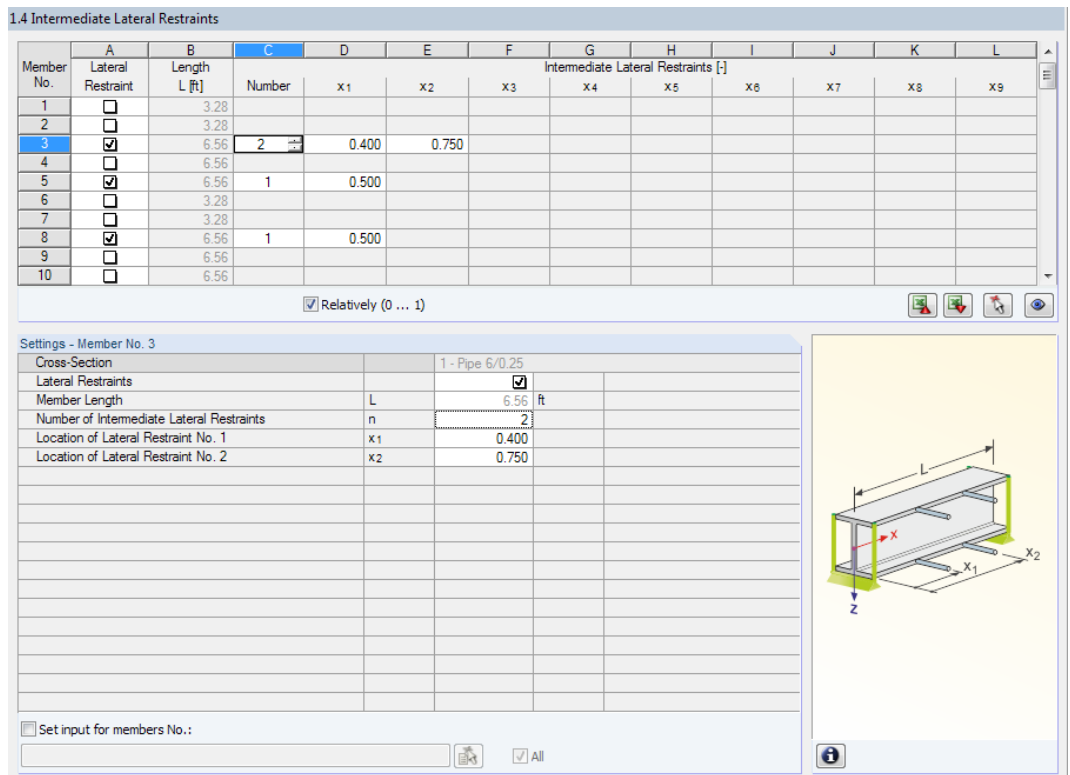 1.4 Intermediate Lateral Restraints
A B C D E F G H I J K L
Member Lateral Length Intermediate Lateral Restraints [-]
No. Restraint L [ft] Number x1 x2 x3 x4 x5 x6 x7 x8 x9
1 3.28
2 3.28
3 6.56 2 0.400 0.750
4 6.56
5 6.56 1 0.500
6 3.28
7 3.28
8 6.56 1 0.500
9 6.56
10 6.56
Relatively (0 ... 1)
Settings - Member No. 3
Cross-Section 1 - Pipe 6/0.25
Lateral Restraints
Member Length L 6.56 ft
Number of Intermediate Lateral Restraints n 2
Location of Lateral Restraint No. 1 x1 0.400
Location of Lateral Restraint No. 2 x2 0.750
L
x
x2
x1
z
Set input for members No.:
All